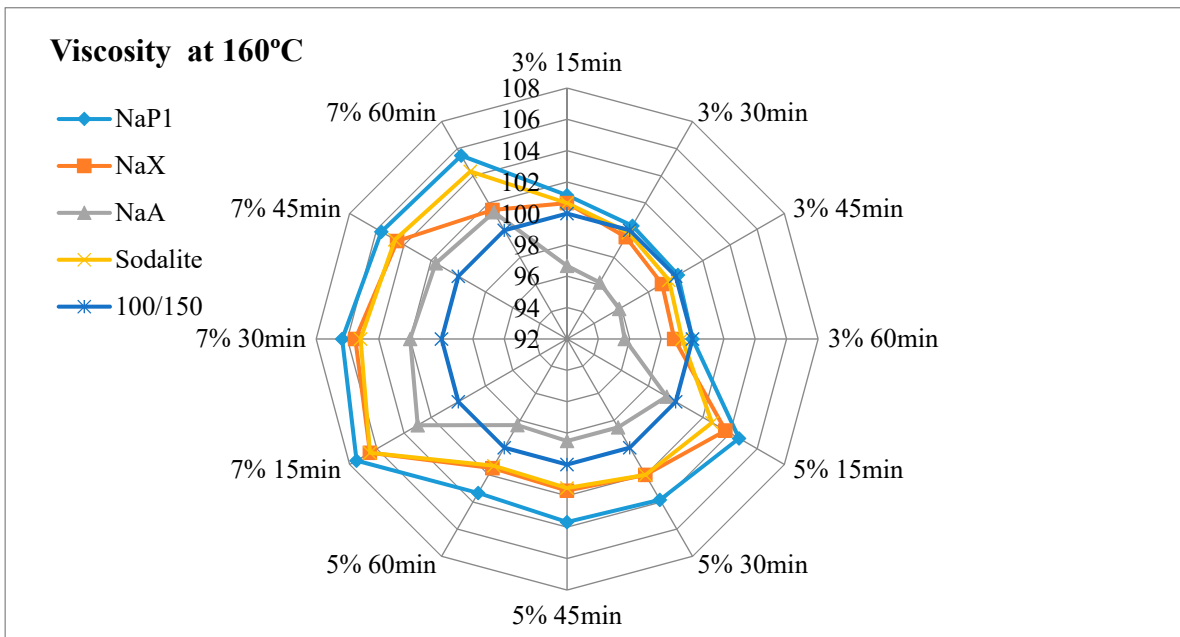 Viscosity at 160ºC
NaP1
NaX
NaA
Sodalite
100/150
3% 15min
3% 30min
3% 45min
3% 60min
5% 15min
5% 30min
5% 45min
5% 60min
7% 15min
7% 30min
7% 45min
7% 60min
108
106
104
102
100
98
96
94
92